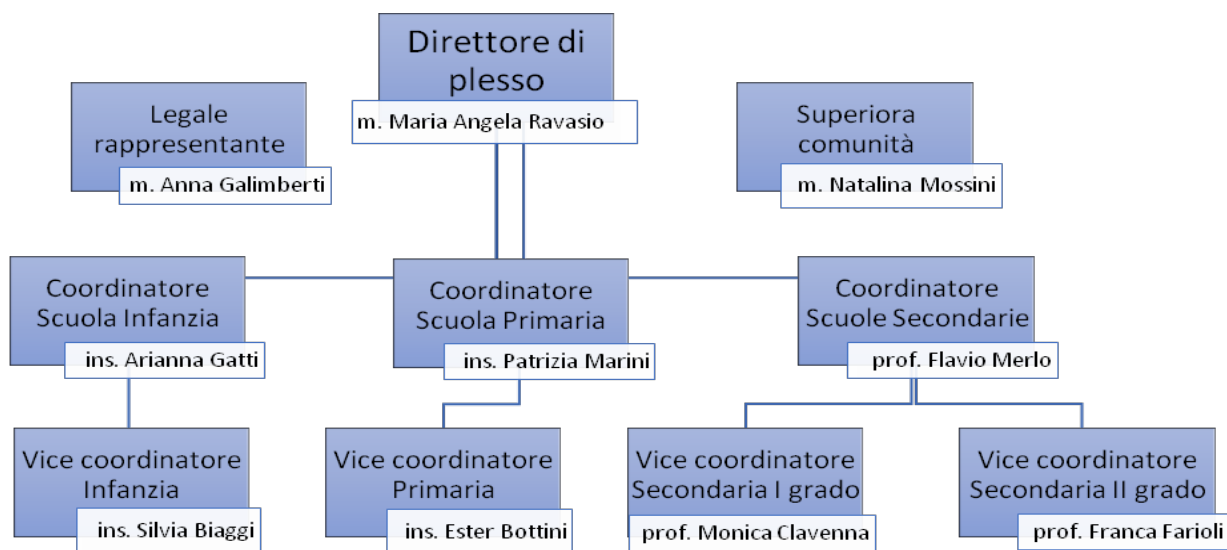 Direttore di
plesso
m. Maria Angela Ravasio
Legale
rappresentante
m. Anna Galimberti
Superiora
comunità
m. Natalina Mossini
Coordinatore
Scuola Infanzia
ins. Arianna Gatti
Coordinatore
Scuola Primaria
ins. Patrizia Marini
Coordinatore
Scuole Secondarie
prof. Flavio Merlo
Vice coordinatore
Infanzia
ins. Silvia Biaggi
Vice coordinatore
Primaria
ins. Ester Bottini
Vice coordinatore
Secondaria I grado
prof. Monica Clavenna
Vice coordinatore
Secondaria II grado
prof. Franca Farioli